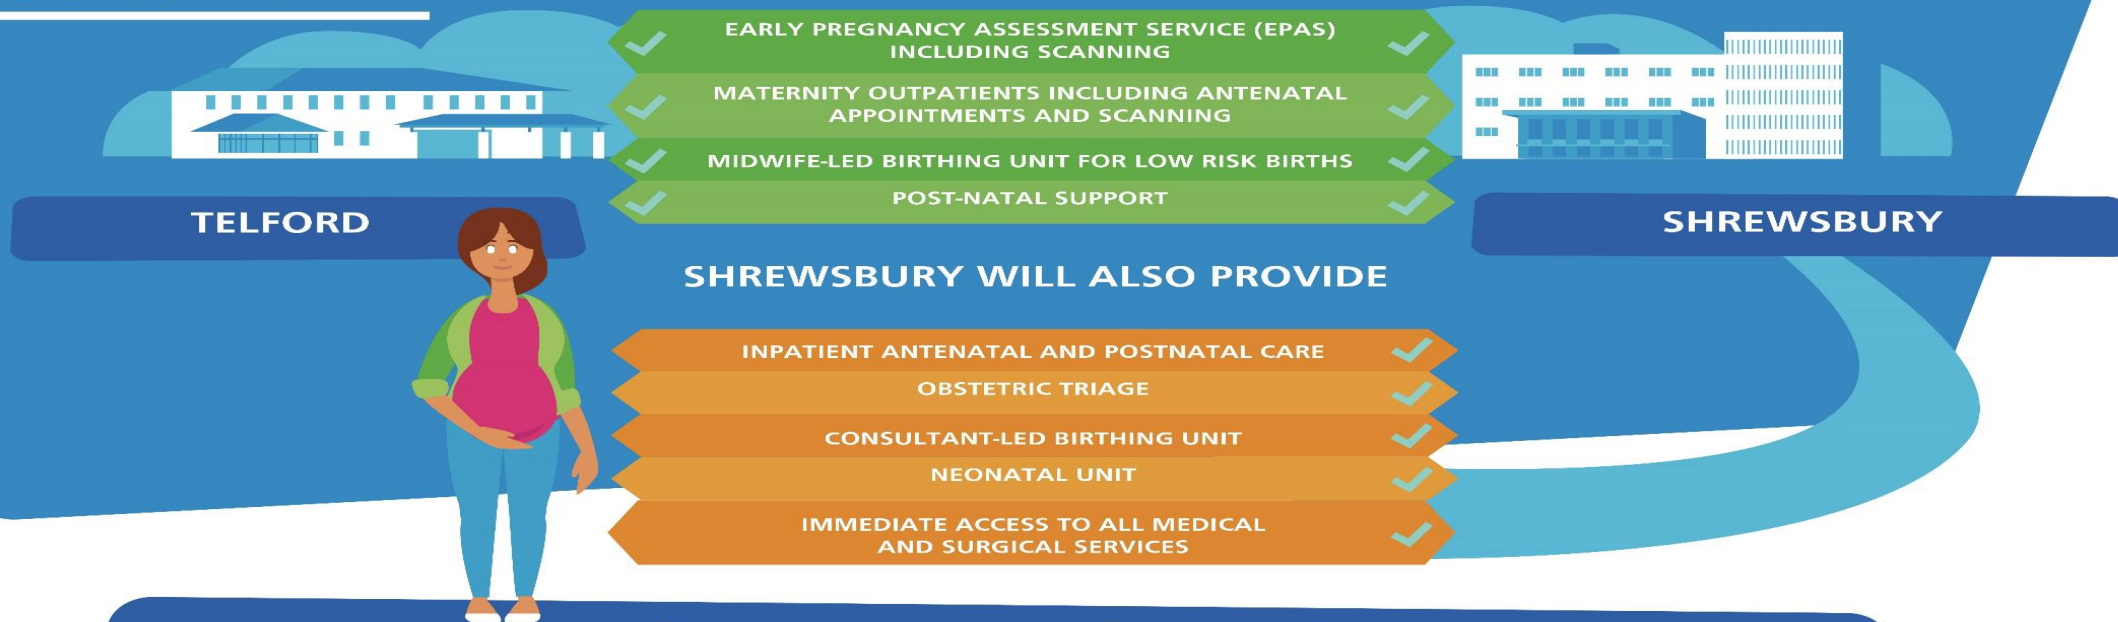 EARLY PREGNANCY ASSESSMENT SERVICE (EPAS)
INCLUDING SCANNING
MATERNITY OUTPATIENTS INCLUDING ANTENATAL
APPOINTMENTS AND SCANNING
MIDWIFE-LED BIRTHING UNIT FOR LOW RISK BIRTHS
POST-NATAL SUPPORT
TELFORD
SHREWSBURY
SHREWSBURY WILL ALSO PROVIDE
INPATIENT ANTENATAL AND POSTNATAL CARE
OBSTETRIC TRIAGE
CONSULTANT-LED BIRTHING UNIT
NEONATAL UNIT
IMMEDIATE ACCESS TO ALL MEDICAL
AND SURGICAL SERVICES